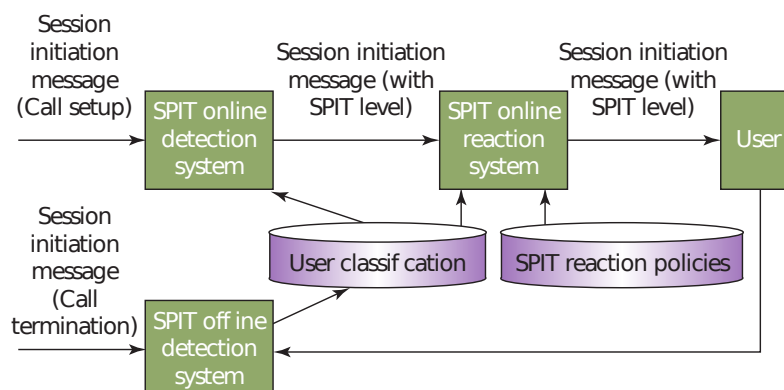 Session
initiation
message
(Call setup)
SPIT online
detection
system
Session initiation
message (with
SPIT level)
SPIT online
reaction
system
Session initiation
message (with
SPIT level)
User
Session
initiation
message
(Call
termination)
User classif cation
SPIT reaction policies
SPIT off ine
detection
system